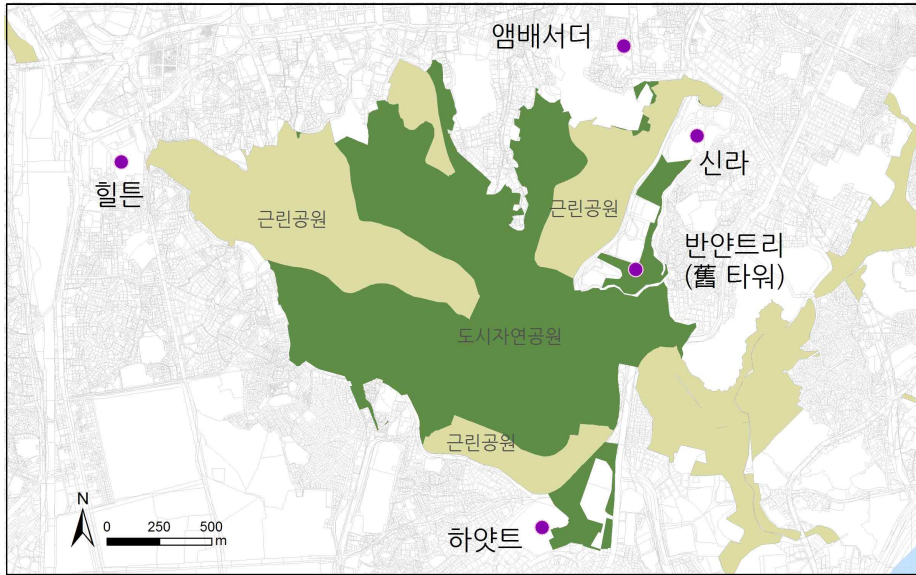 앰배서더
신라
힐튼
근린공원
근린공원
반얀트리
(舊 타워)
도시자연공원
근린공원
하얏트
N
0 250 500
m